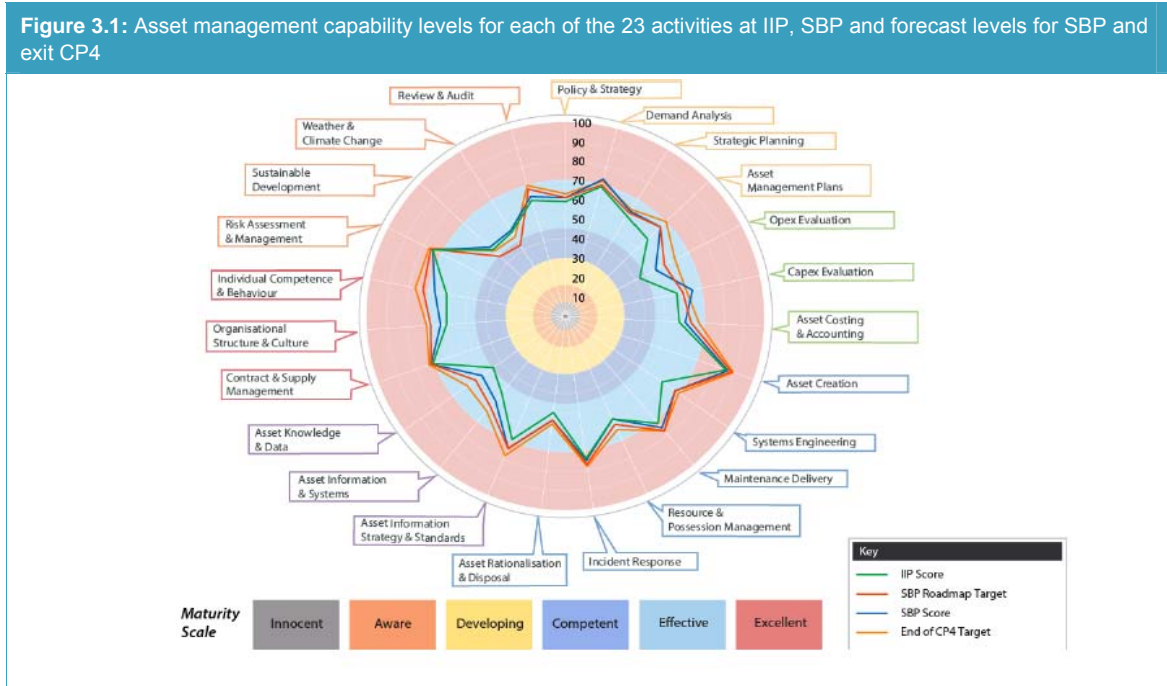 Figure 3.1: Asset management capability levels for each of the 23 activities at IIP, SBP and forecast levels for SBP and
exit CP4
Policy & Strategy
Demand Analysis
Strategic Planning
Asset
Management Plans
Opex Evaluation
Capex Evaluation
Asset Costing
& Accounting
Asset Creation
Systems Engineering
Maintenance Delivery
Resource &
Possession Management
Incident Response
Asset Rationalisation
& Disposal
Asset Information
Strategy & Standards
Asset Information
& Systems
Asset Knowledge
& Data
Contract & Supply
Management
Organisational
Structure & Culture
Individual Competence
& Behaviour
Risk Assessment
& Management
Sustainable
Development
Weather &
Climate Change
Review & Audit
100
90
80
70
60
50
40
30
20
10
Maturity
Scale
Innocent
Aware
Developing
Competent
Effective
Excellent
Key
IIP Score
SBP Roadmap Target
SBP Score
End of CP4 Target